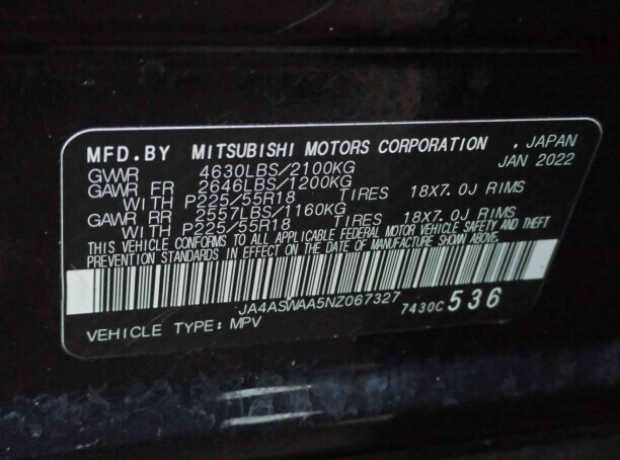 MFD.BY MITSUBISHI MOTORS CORPORATION . JAPAN
JAN 2022
GVWR 4630LBS/2100KG
GAWR FR 2646LBS/1200KG
WITH P225/55R18 TIRES 18X7.0J RIMS
GAWR RR 2557LBS/1160KG
WITH P225/55R18 TIRES 18X7.0J RIMS
THIS VEHICLE CONFORMS TO ALL APPLICABLE FEDERAL MOTOR VEHICLE SAFETY AND THEFT
PREVENTION STANDARDS IN EFFECT ON THE DATE OF MANUFACTURE SHOWN ABOVE.
JA4ASWAA5NZ067327 7430C 536
VEHICLE TYPE: MPV